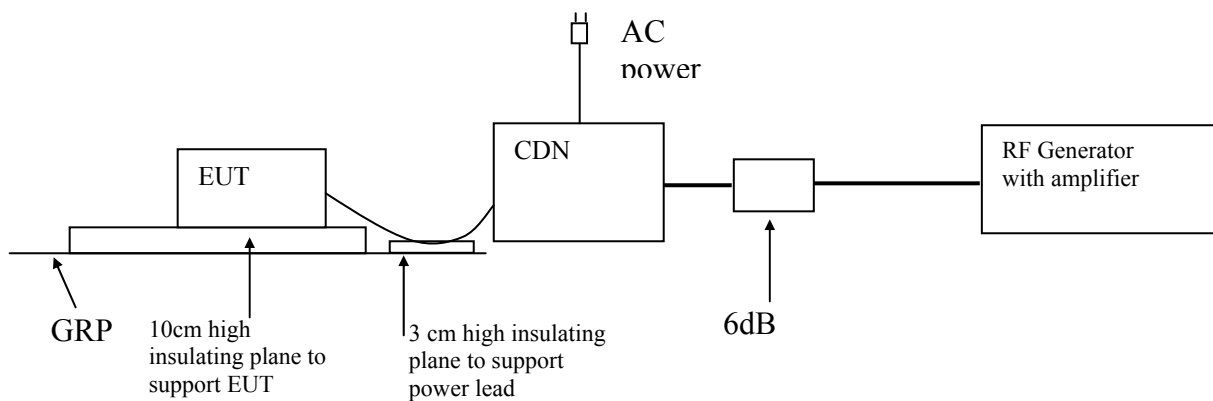 AC
power
CDN
RF Generator
with amplifier
EUT
GRP
10cm high
insulating plane to
support EUT
3 cm high insulating
plane to support
power lead
6dB